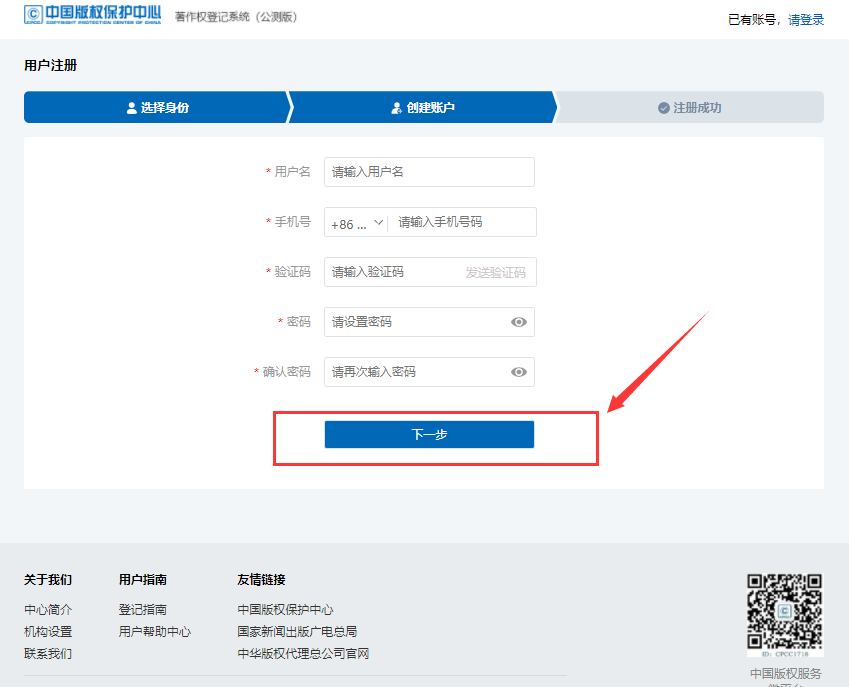 中国版权保护中心
COPYRIGHT PROTECTION CENTER OF CHINA
著作权登记系统（公测版）
已有账号，请登录
用户注册
选择身份
创建账户
注册成功
* 用户名 请输入用户名
* 手机号 +86 ... 请输入手机号码
* 验证码 请输入验证码 发送验证码
* 密码 请设置密码
* 确认密码 请再次输入密码
下一步
关于我们 用户指南 友情链接
中心简介 登记指南 中国版权保护中心
机构设置 用户帮助中心 国家新闻出版广电总局
联系我们 中华版权代理总公司官网
ID: CPCC1718
中国版权服务
微平台